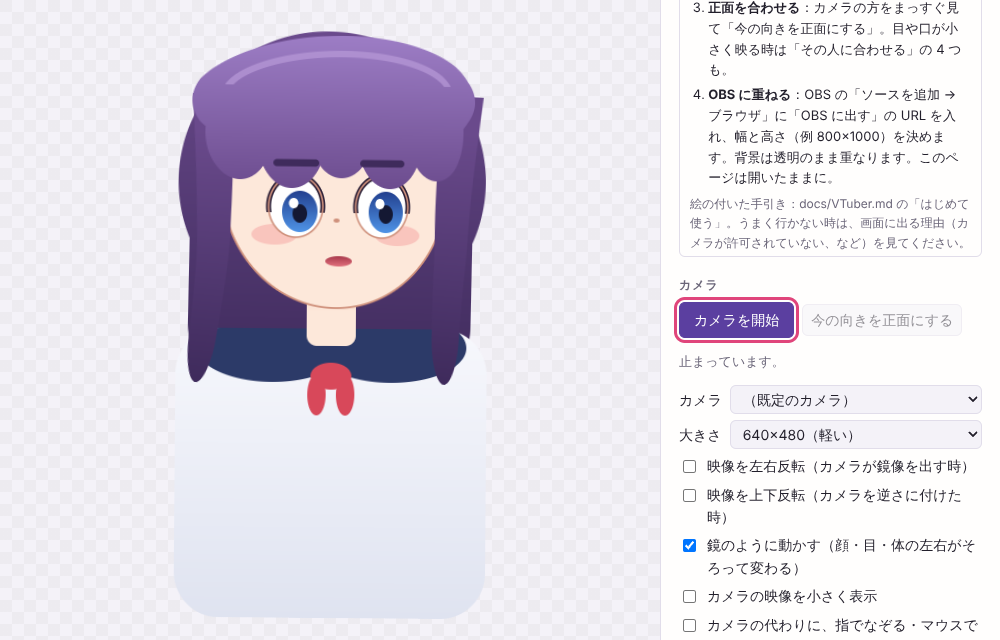 3. 正面を合わせる：カメラの方をまっすぐ見
て「今の向きを正面にする」。目や口が小
さく映る時は「その人に合わせる」の 4 つ
も。
4. OBS に重ねる：OBS の「ソースを追加 →
ブラウザ」に「OBS に出す」の URL を入
れ、幅と高さ（例 800×1000）を決めま
す。背景は透明のまま重なります。このペ
ージは開いたままに。
絵の付いた手引き：docs/VTuber.md の「はじめて
使う」。うまく行かない時は、画面に出る理由（カ
メラが許可されていない、など）を見てください。
カメラ
カメラを開始
今の向きを正面にする
止まっています。
カメラ （既定のカメラ）
大きさ 640×480（軽い）
映像を左右反転（カメラが鏡像を出す時）
映像を上下反転（カメラを逆さに付けた
時）
鏡のように動かす（顔・目・体の左右がそ
ろって変わる）
カメラの映像を小さく表示
カメラの代わりに、指でなぞる・マウスで